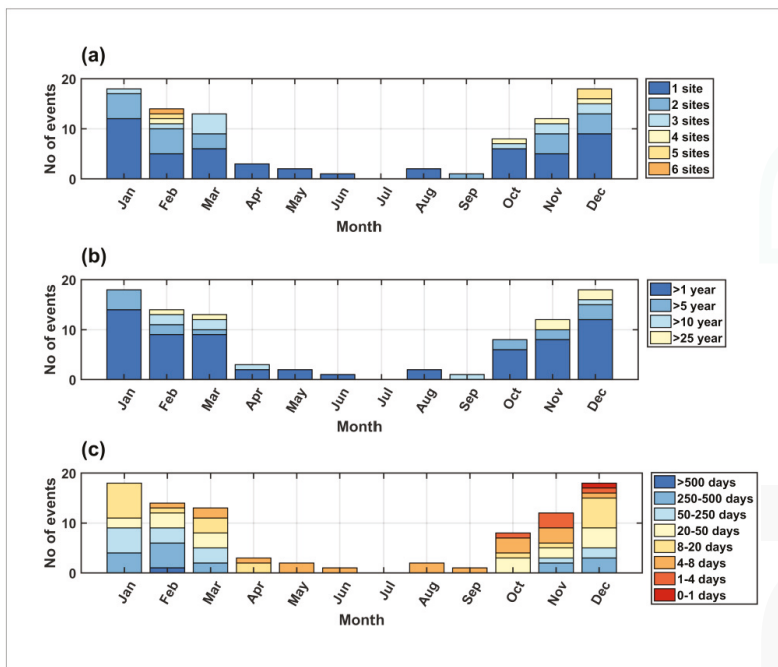 (a)
20
10
0
No of events
Jan Feb Mar Apr May Jun Jul Aug Sep Oct Nov Dec
Month
1 site
2 sites
3 sites
4 sites
5 sites
6 sites
(b)
20
10
0
No of events
Jan Feb Mar Apr May Jun Jul Aug Sep Oct Nov Dec
Month
>1 year
>5 year
>10 year
>25 year
(c)
20
10
0
No of events
Jan Feb Mar Apr May Jun Jul Aug Sep Oct Nov Dec
Month
>500 days
250-500 days
50-250 days
20-50 days
8-20 days
4-8 days
1-4 days
0-1 days